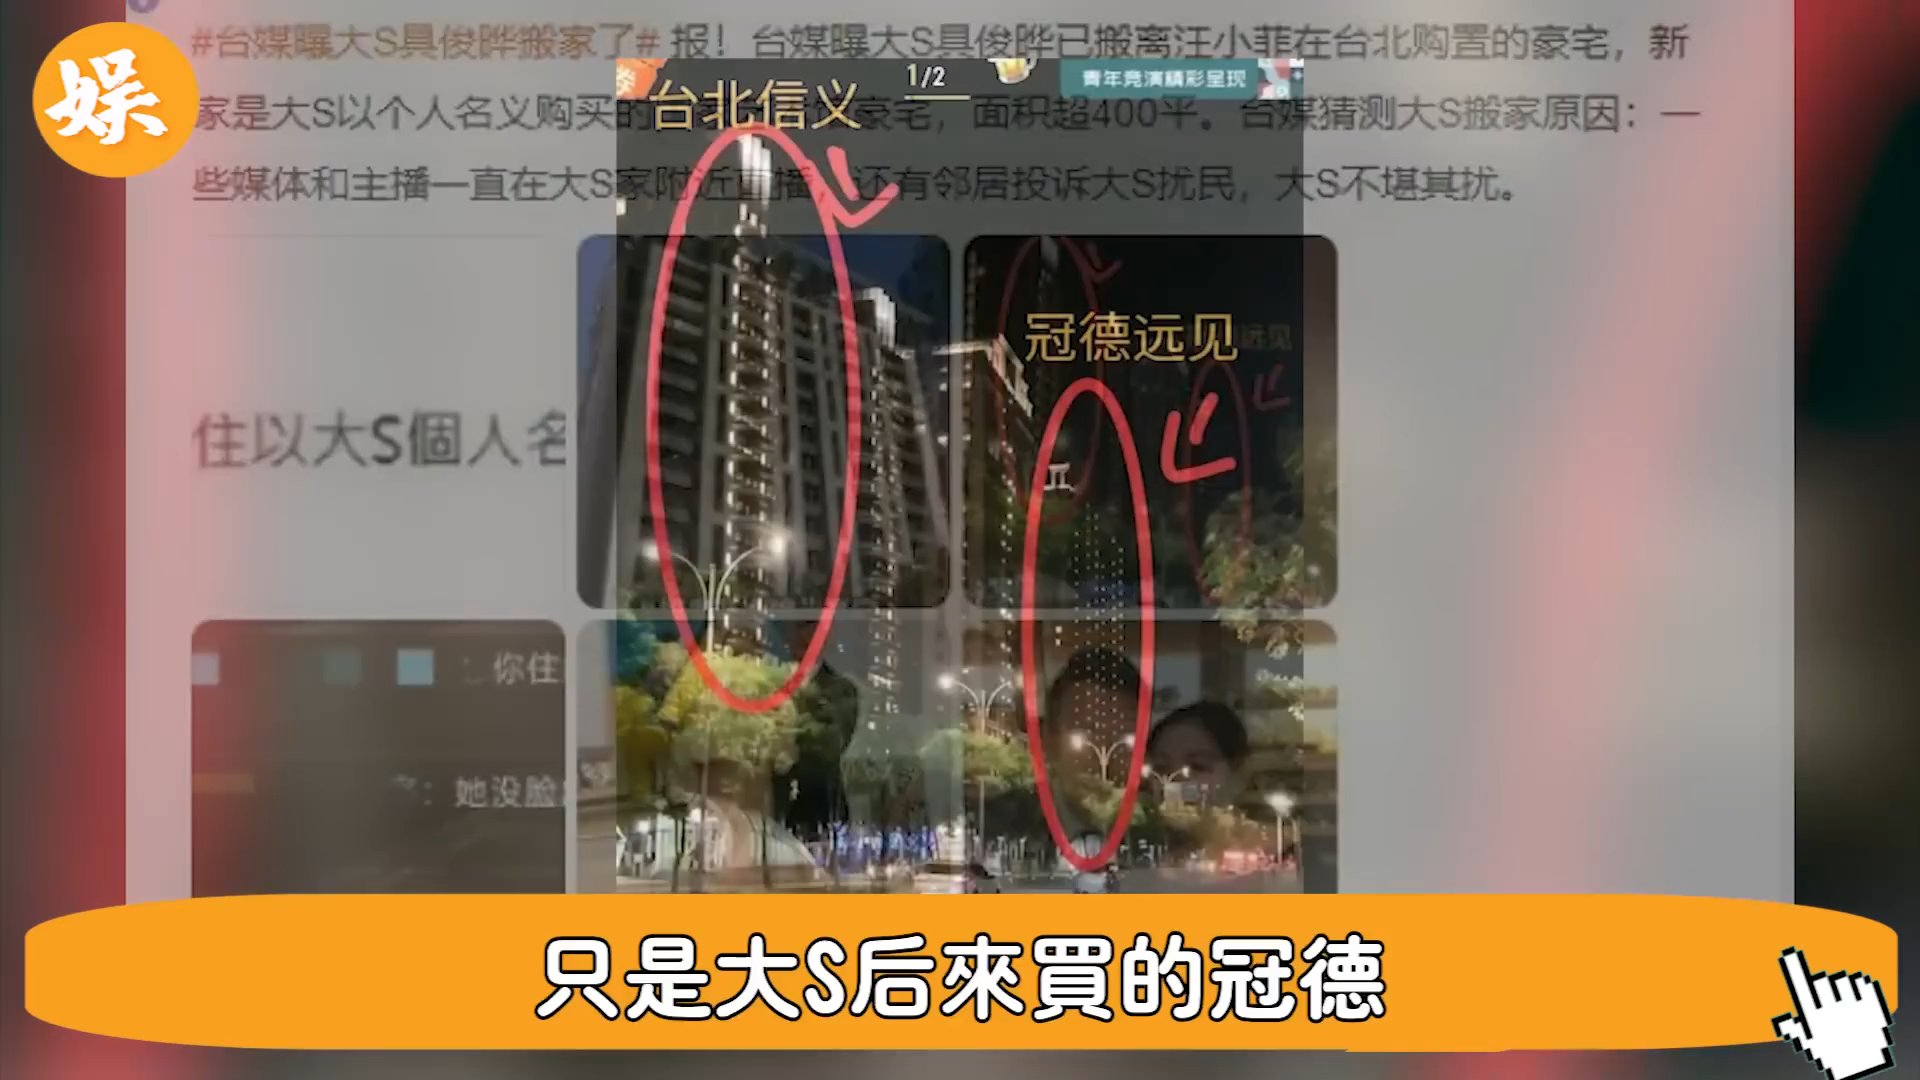 娱
#台媒曝大S具俊晔搬家了# 报！台媒曝大S具俊晔已搬离汪小菲在台北购置的豪宅，新
家是大S以个人名义购买的豪宅，面积超400平。台媒猜测大S搬家原因：一
些媒体和主播一直在大S家附近直播，还有邻居投诉大S扰民，大S不堪其扰。
1/2
青年竞演精彩呈现
台北信义
冠德远见
远见
住以大S個人名
你住
：她没脸
只是大S后來買的冠德